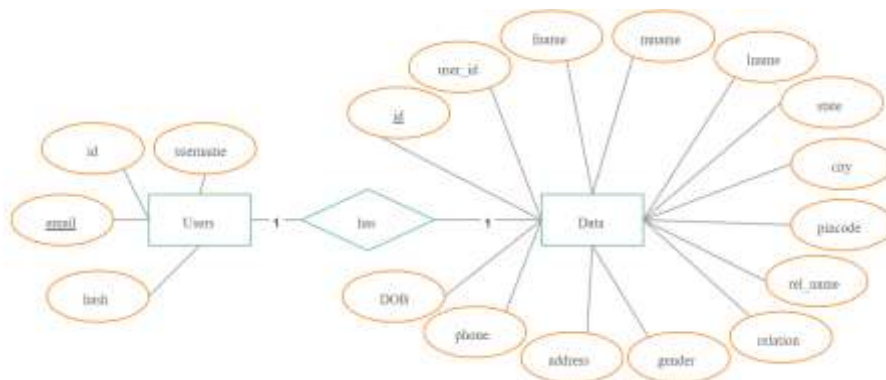 fname
mname
user_id
lname
id
state
id
username
city
email
Users
1
has
1
Data
pincode
hash
DOB
rel_name
phone
relation
address
gender